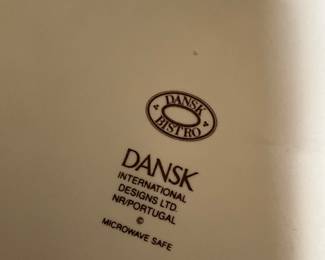 DANSK
BISTRO
DANSK
INTERNATIONAL
DESIGNS LTD.
NR/PORTUGAL
©
MICROWAVE SAFE